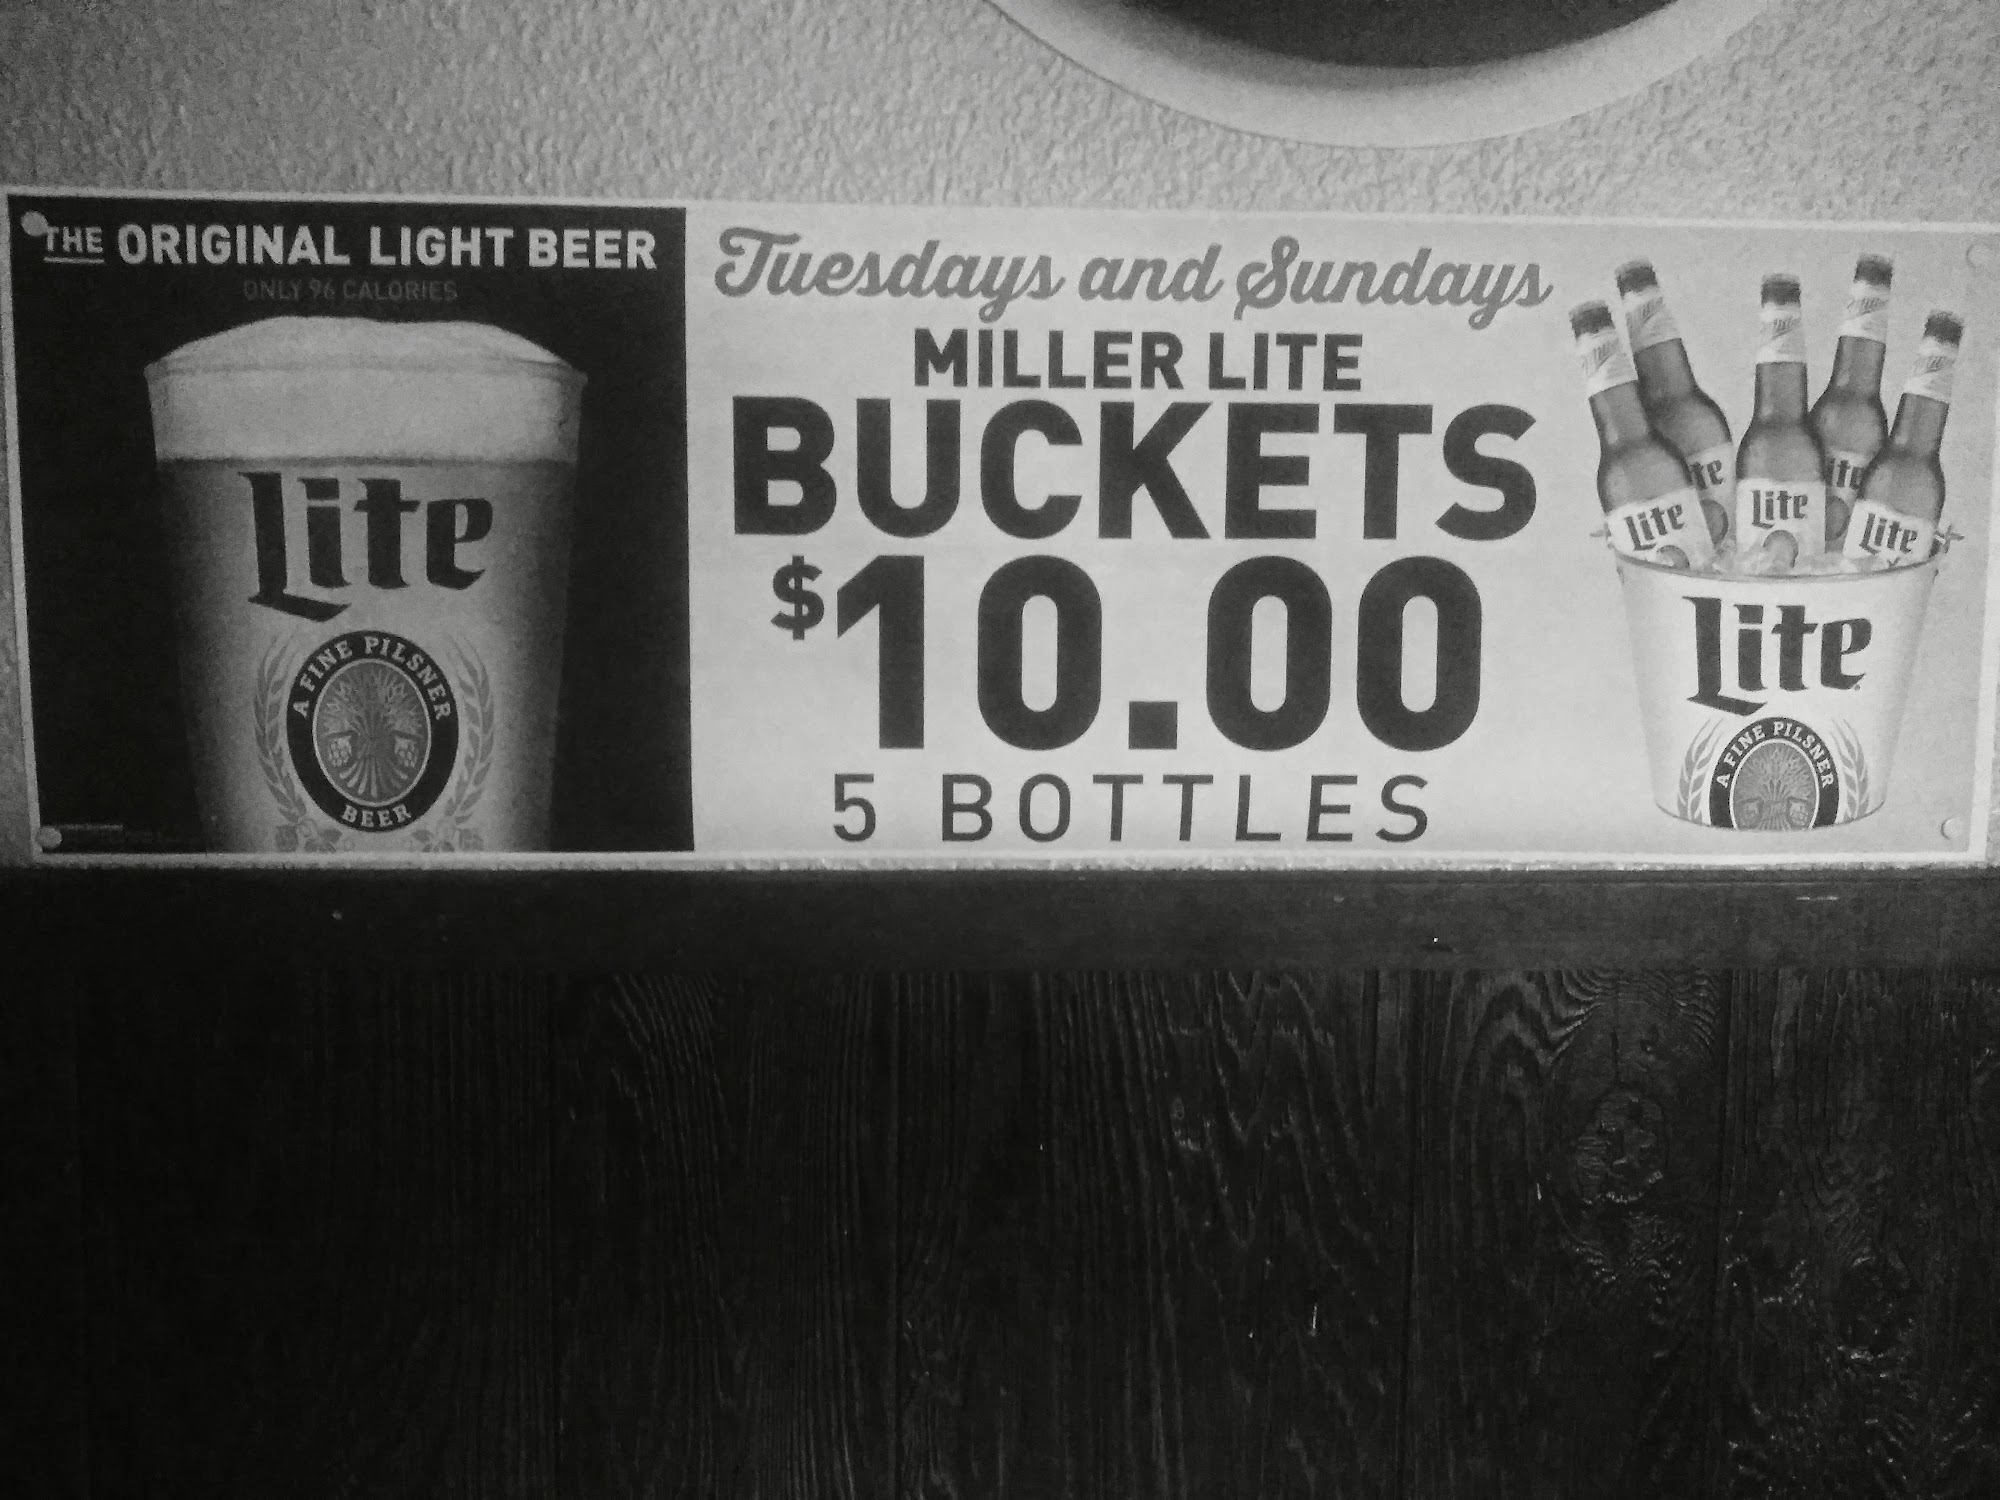 THE ORIGINAL LIGHT BEER
ONLY 96 CALORIES
Lite
A FINE PILSNER
BEER
Tuesdays and Sundays
MILLER LITE
BUCKETS
$10.00
5 BOTTLES
Lite
Lite
Lite
Lite
A FINE PILSNER